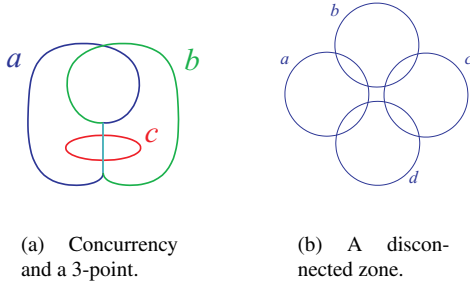 a
b
c
b
a
c
d
(a) Concurrency
and a 3-point.
(b) A discon-
nected zone.